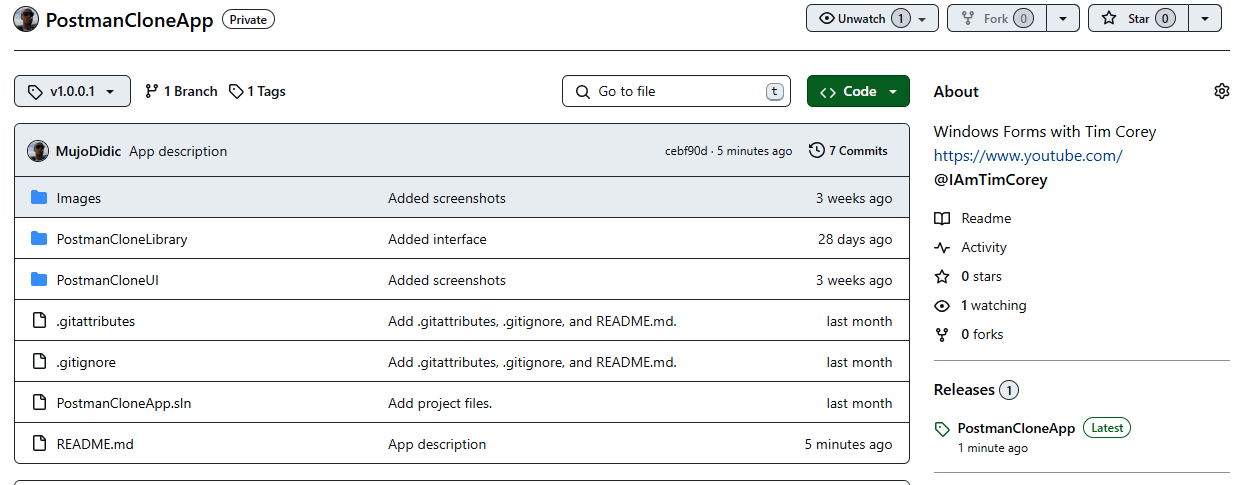 PostmanCloneApp Private
Unwatch 1 Fork 0 Star 0
v1.0.0.1 1 Branch 1 Tags Go to file t Code
MujoDidic App description cebf90d · 5 minutes ago 7 Commits
Images Added screenshots 3 weeks ago
PostmanCloneLibrary Added interface 28 days ago
PostmanCloneUI Added screenshots 3 weeks ago
.gitattributes Add .gitattributes, .gitignore, and README.md. last month
.gitignore Add .gitattributes, .gitignore, and README.md. last month
PostmanCloneApp.sln Add project files. last month
README.md App description 5 minutes ago
About
Windows Forms with Tim Corey
https://www.youtube.com/
@IAmTimCorey
Readme
Activity
0 stars
1 watching
0 forks
Releases 1
PostmanCloneApp Latest
1 minute ago